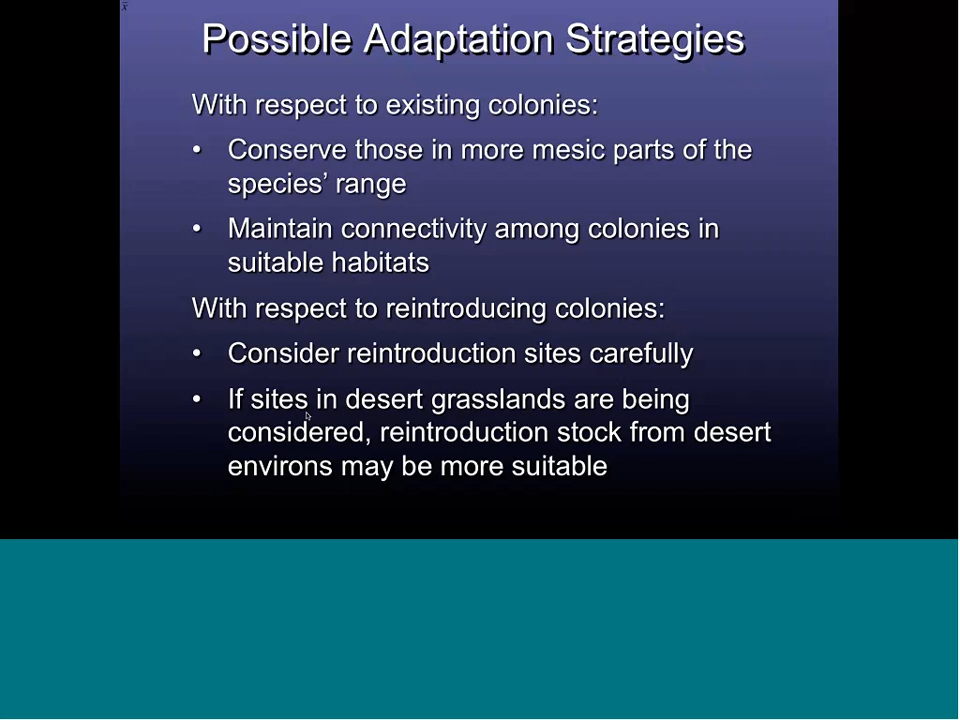 Possible Adaptation Strategies
With respect to existing colonies:
• Conserve those in more mesic parts of the
species’ range
• Maintain connectivity among colonies in
suitable habitats
With respect to reintroducing colonies:
• Consider reintroduction sites carefully
• If sites in desert grasslands are being
considered, reintroduction stock from desert
environs may be more suitable